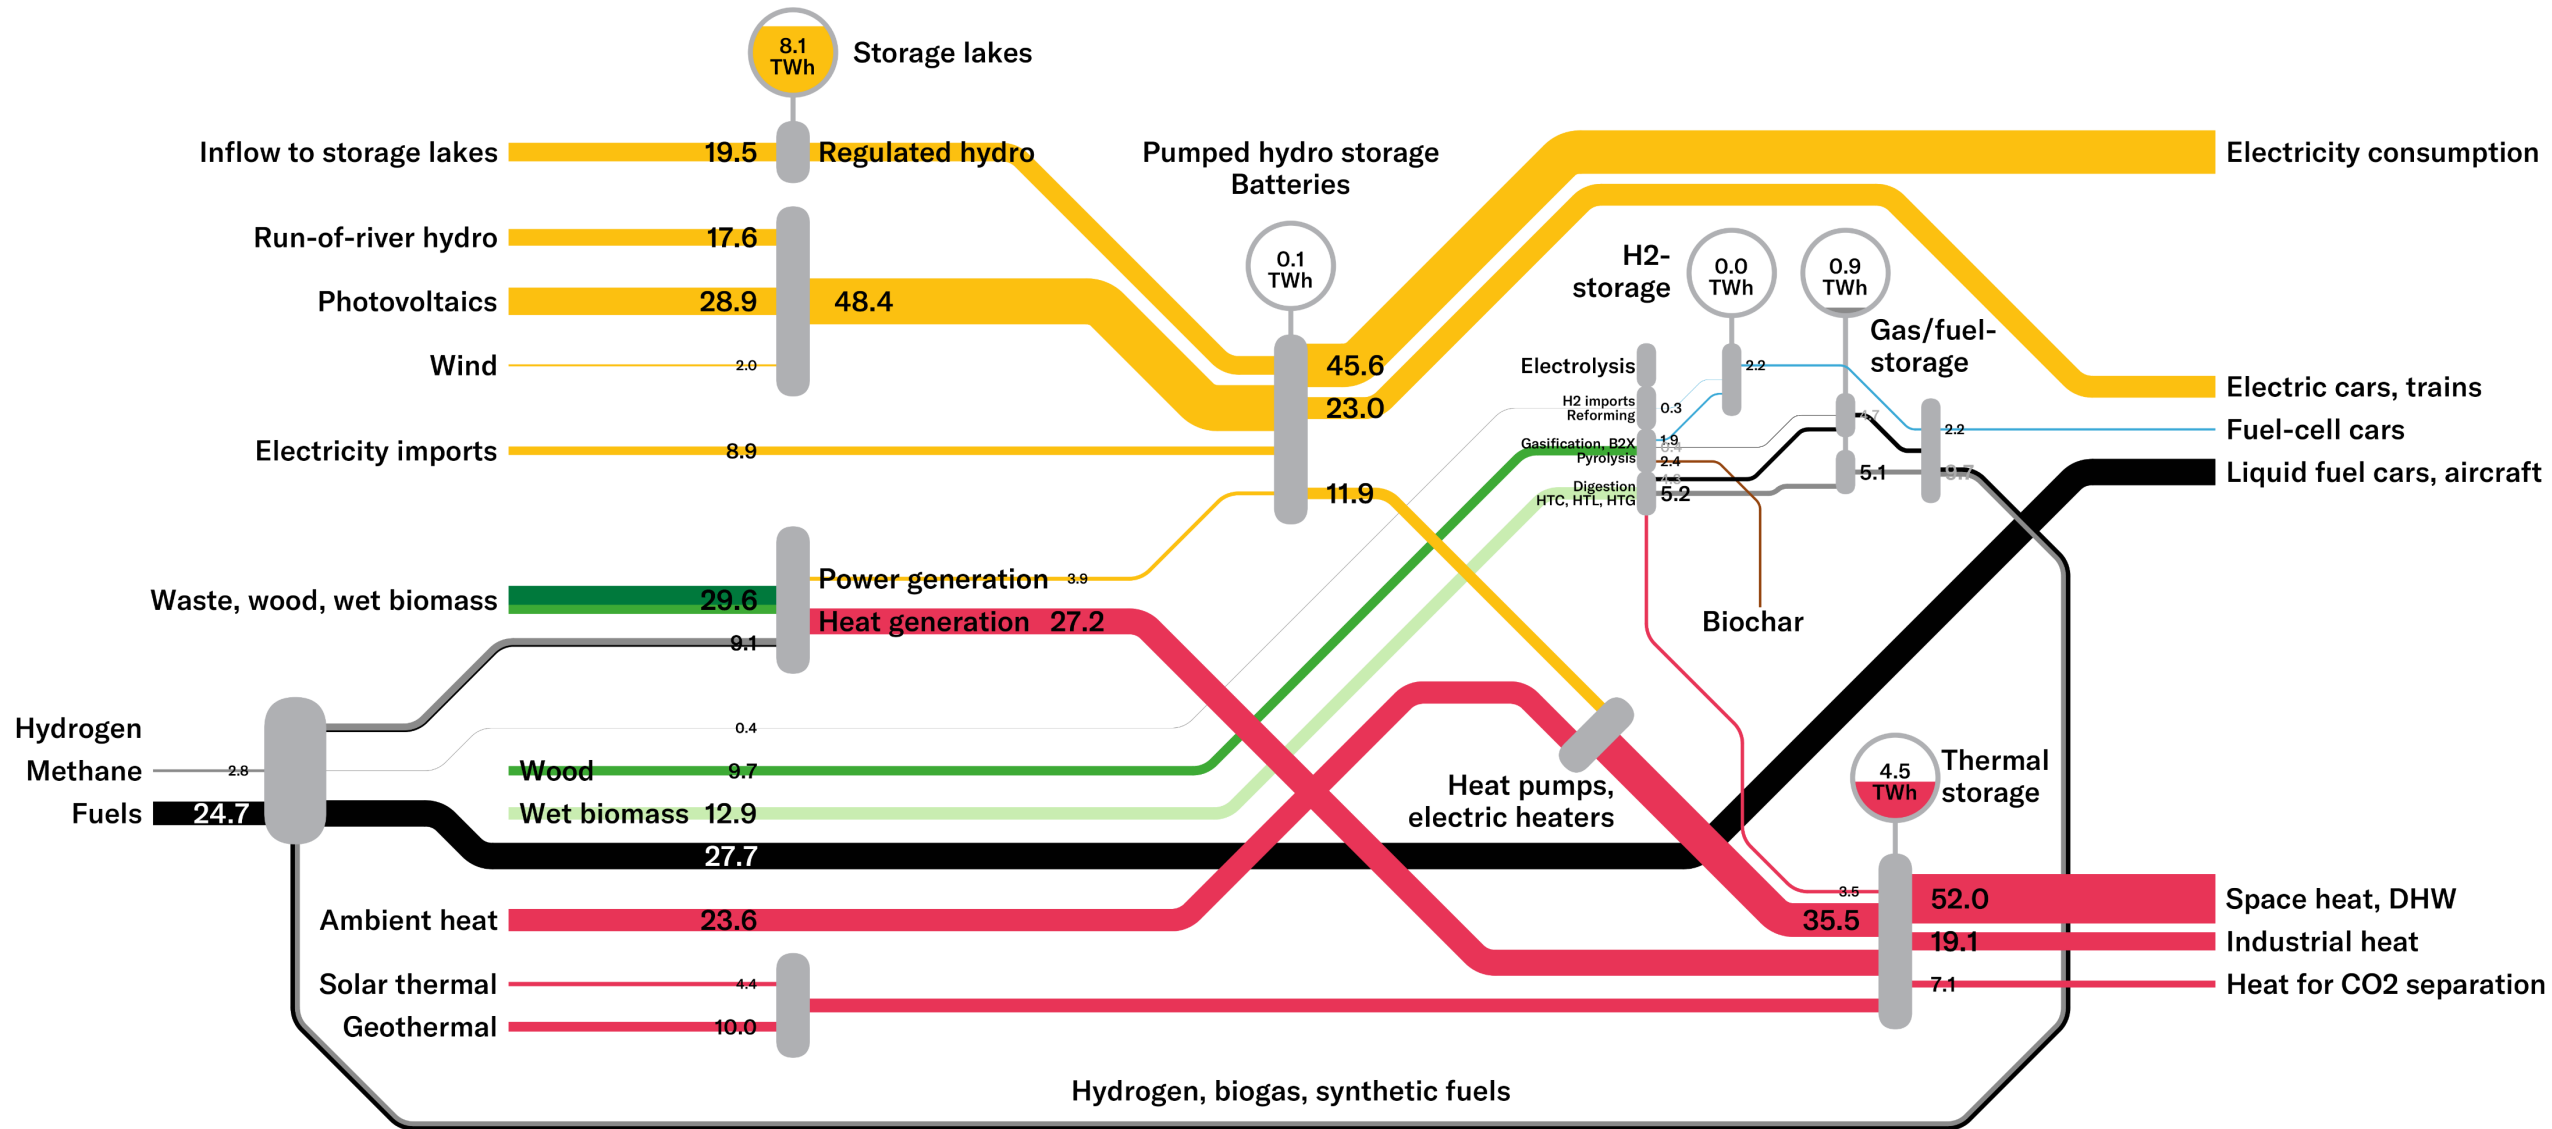 8.1
TWh
Storage lakes
Inflow to storage lakes
19.5
Regulated hydro
Pumped hydro storage
Batteries
Electricity consumption
Run-of-river hydro
17.6
0.1
TWh
H2-
storage
0.0
TWh
0.9
TWh
Photovoltaics
28.9
48.4
Gas/fuel-
storage
Wind
2.0
45.6
Electrolysis
2.2
23.0
H2 imports
Reforming
0.3
4.7
Electric cars, trains
Electricity imports
8.9
Gasification, B2X
Pyrolysis
1.9
2.4
2.2
Fuel-cell cars
11.9
Digestion
HTC, HTL, HTG
5.2
5.1
Liquid fuel cars, aircraft
Waste, wood, wet biomass
29.6
Power generation
3.9
Heat generation
27.2
Biochar
9.1
Hydrogen
0.4
Methane
2.8
Wood
9.7
Fuels
24.7
Wet biomass
12.9
27.7
Heat pumps,
electric heaters
4.5
TWh
Thermal
storage
Ambient heat
23.6
3.5
35.5
52.0
Space heat, DHW
19.1
Industrial heat
Solar thermal
4.4
7.1
Heat for CO2 separation
Geothermal
10.0
Hydrogen, biogas, synthetic fuels